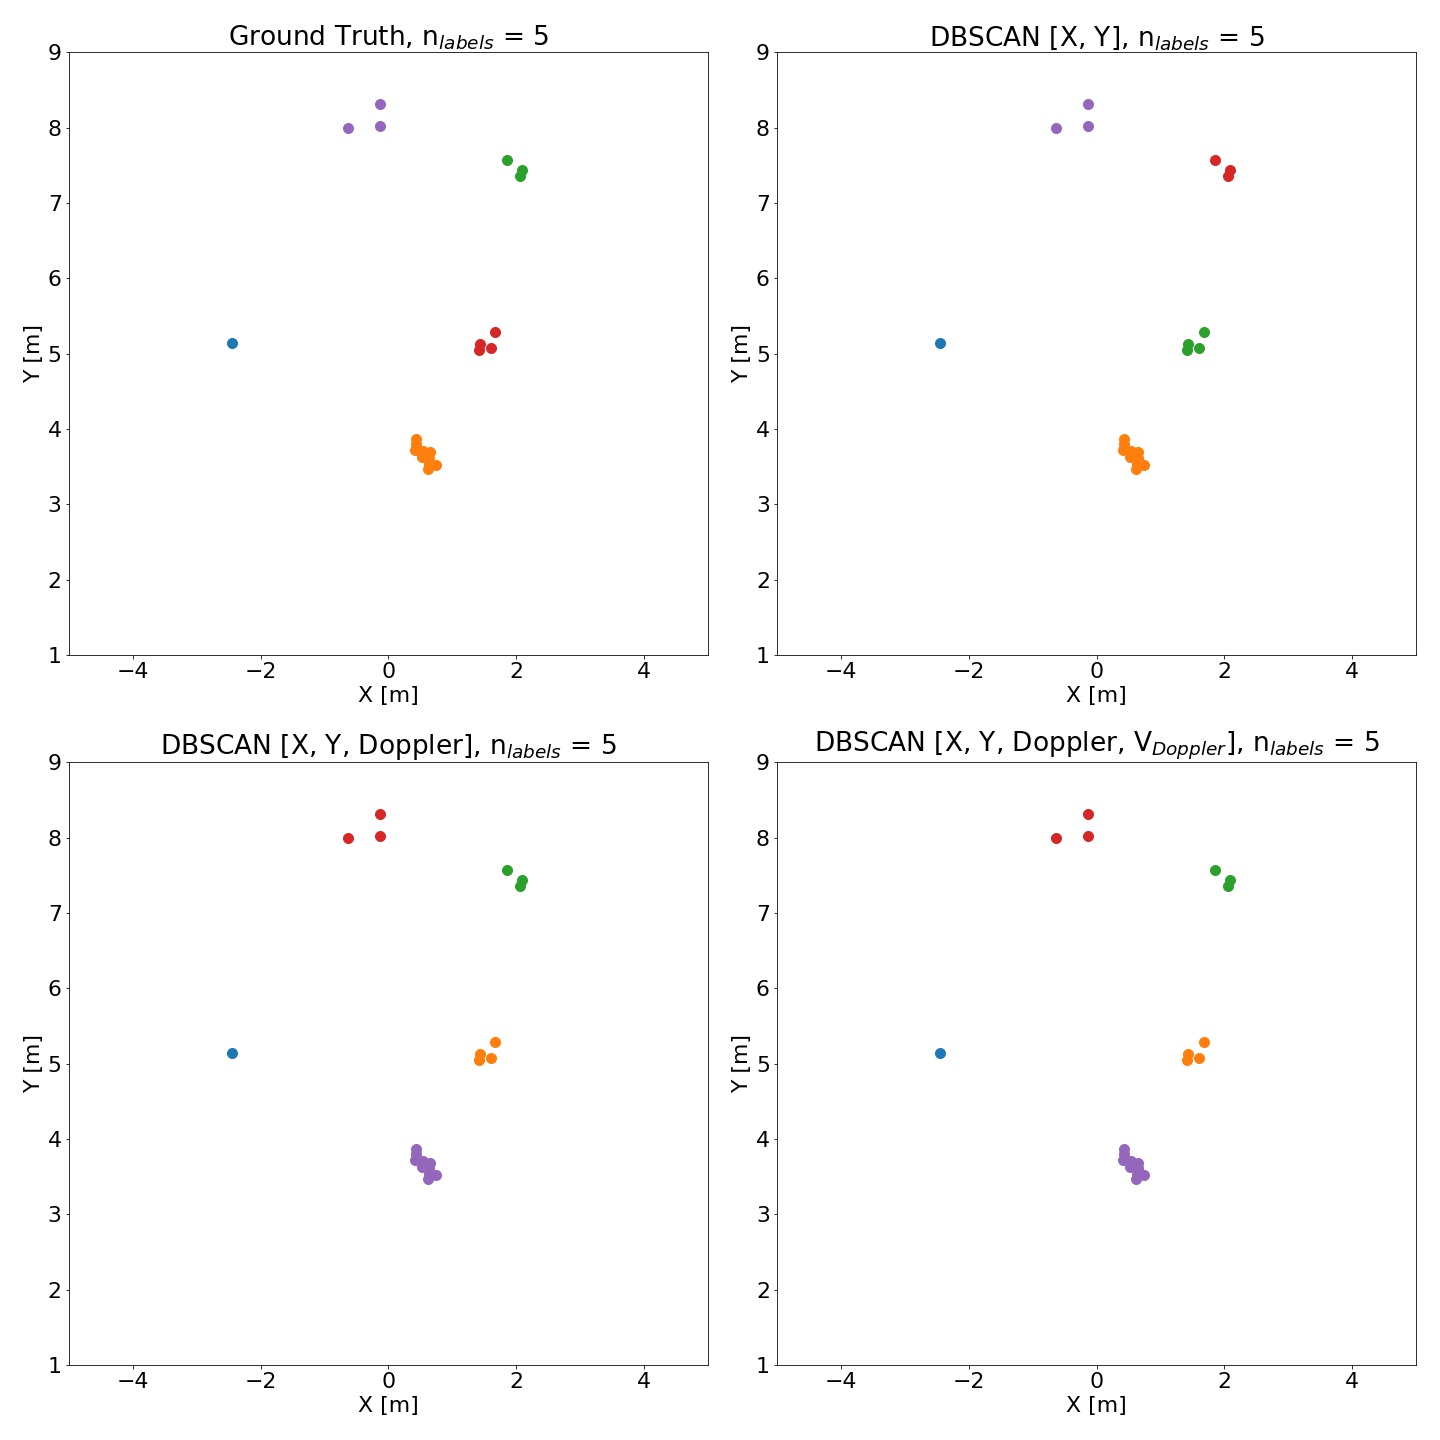 Ground Truth, n_labels = 5
DBSCAN [X, Y], n_labels = 5
9
8
7
6
5
4
3
2
1
Y [m]
−4 −2 0 2 4
X [m]
9
8
7
6
5
4
3
2
1
Y [m]
−4 −2 0 2 4
X [m]
DBSCAN [X, Y, Doppler], n_labels = 5
DBSCAN [X, Y, Doppler, V_Doppler], n_labels = 5
9
8
7
6
5
4
3
2
1
Y [m]
−4 −2 0 2 4
X [m]
9
8
7
6
5
4
3
2
1
Y [m]
−4 −2 0 2 4
X [m]